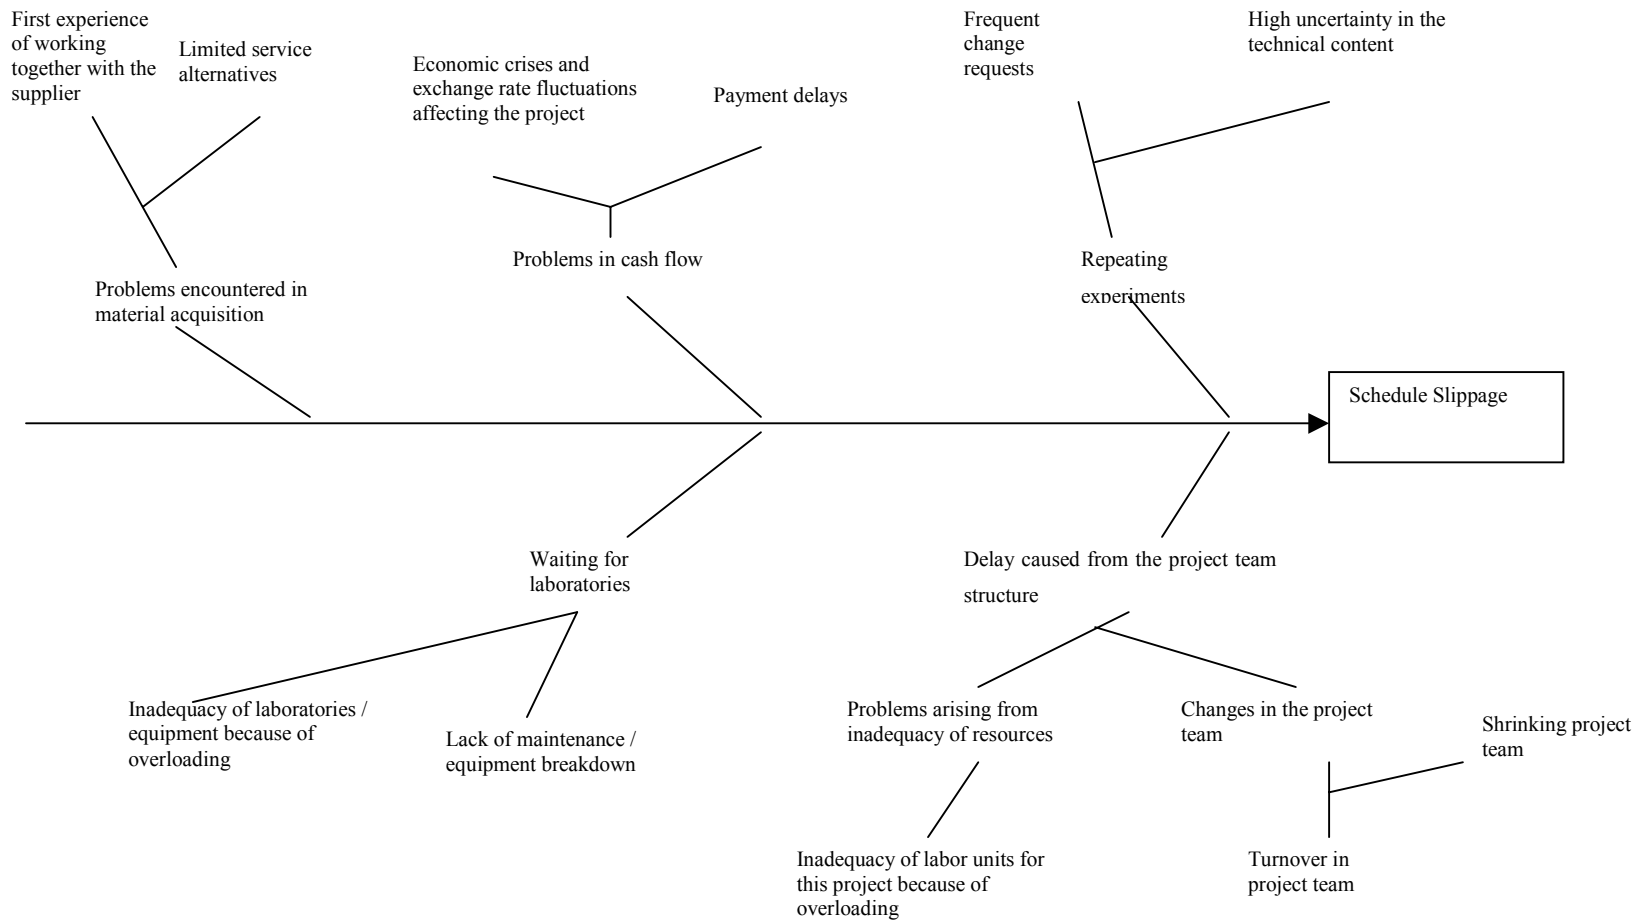 First experience
of working
together with the
supplier
Limited service
alternatives
Economic crises and
exchange rate fluctuations
affecting the project
Payment delays
Frequent
change
requests
High uncertainty in the
technical content
Problems encountered in
material acquisition
Problems in cash flow
Repeating
experiments
Schedule Slippage
Waiting for
laboratories
Delay caused from the project team
structure
Inadequacy of laboratories /
equipment because of
overloading
Lack of maintenance /
equipment breakdown
Problems arising from
inadequacy of resources
Changes in the project
team
Shrinking project
team
Inadequacy of labor units for
this project because of
overloading
Turnover in
project team